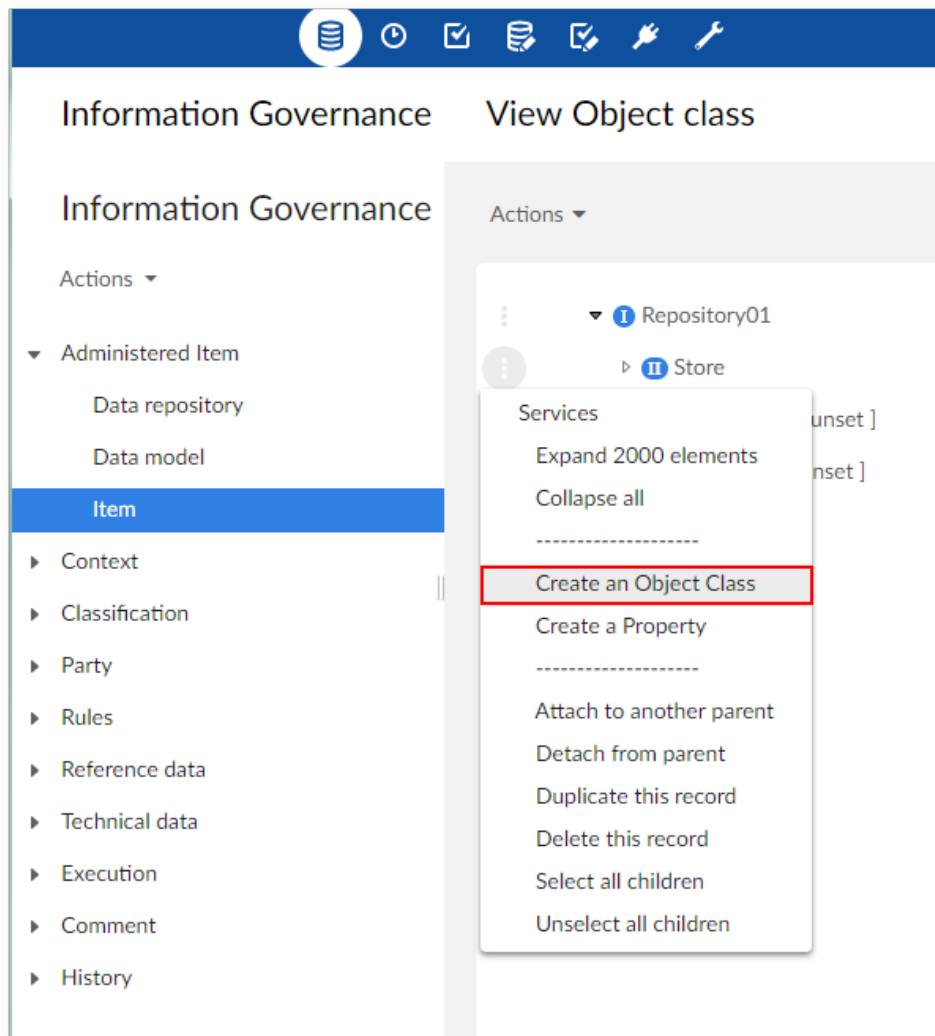 Information Governance
View Object class
Information Governance
Actions
Actions
Administered Item
Data repository
Data model
Item
Context
Classification
Party
Rules
Reference data
Technical data
Execution
Comment
History
I Repository01
II Store
unset ]
nset ]
Services
Expand 2000 elements
Collapse all
--------------------
Create an Object Class
Create a Property
--------------------
Attach to another parent
Detach from parent
Duplicate this record
Delete this record
Select all children
Unselect all children